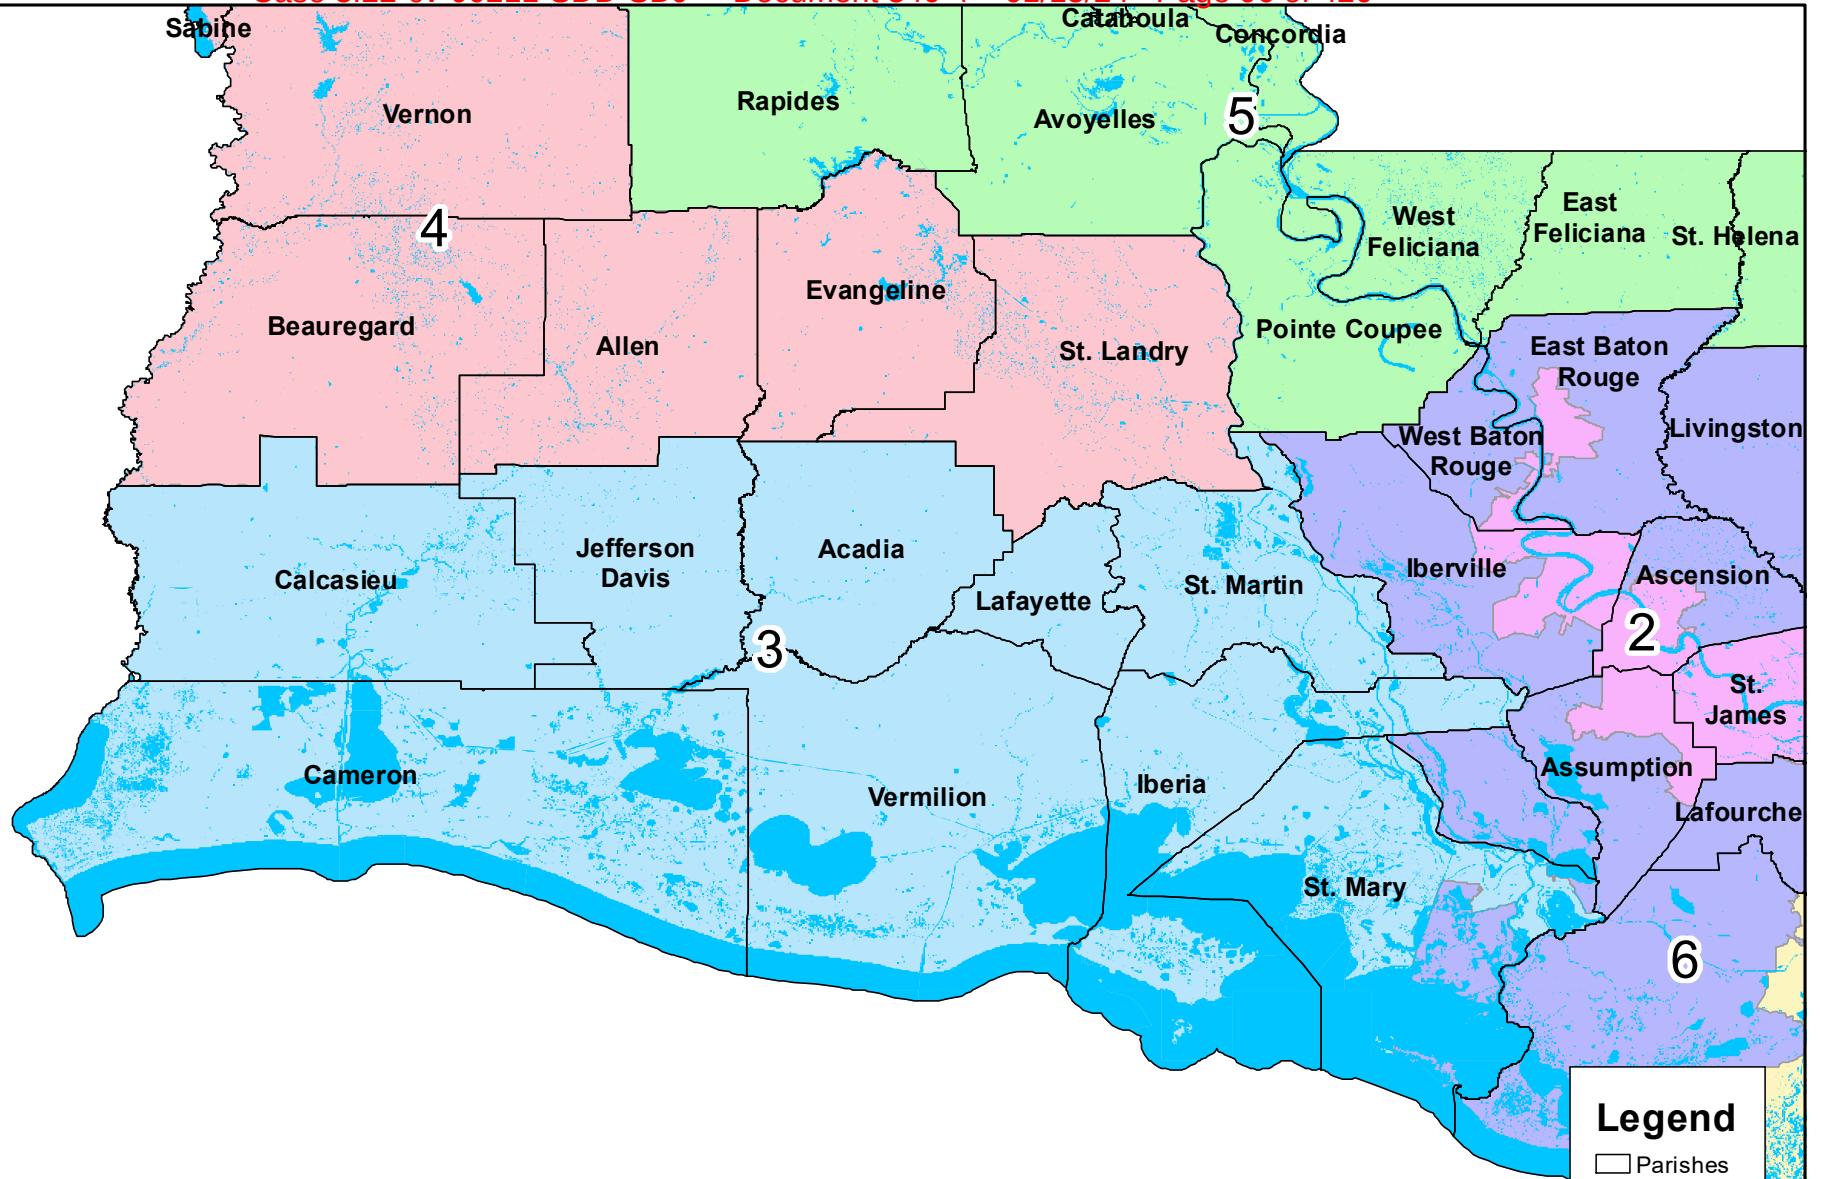 Sabine
Catahoula
Concordia
Vernon
Rapides
Avoyelles
5
4
West
Feliciana
East
Feliciana
St. Helena
Evangeline
Beauregard
Allen
St. Landry
Pointe Coupee
East Baton
Rouge
West Baton
Rouge
Livingston
Calcasieu
Jefferson
Davis
Acadia
Lafayette
St. Martin
Iberville
Ascension
3
2
St.
James
Cameron
Vermilion
Iberia
Assumption
Lafourche
St. Mary
6
Legend
Parishes